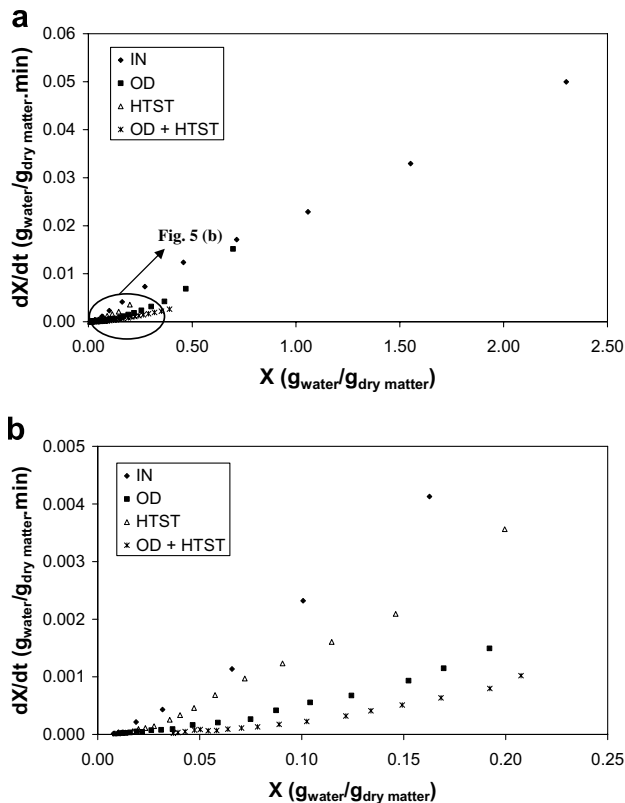 a
dX/dt (gwater/gdry matter.min)
0.06
0.05
0.04
0.03
0.02
0.01
0.00
IN
OD
HTST
OD + HTST
Fig. 5 (b)
0.00 0.50 1.00 1.50 2.00 2.50
X (gwater/gdry matter)
b
dX/dt (gwater/gdry matter.min)
0.005
0.004
0.003
0.002
0.001
0.000
IN
OD
HTST
OD + HTST
0.00 0.05 0.10 0.15 0.20 0.25
X (gwater/gdry matter)